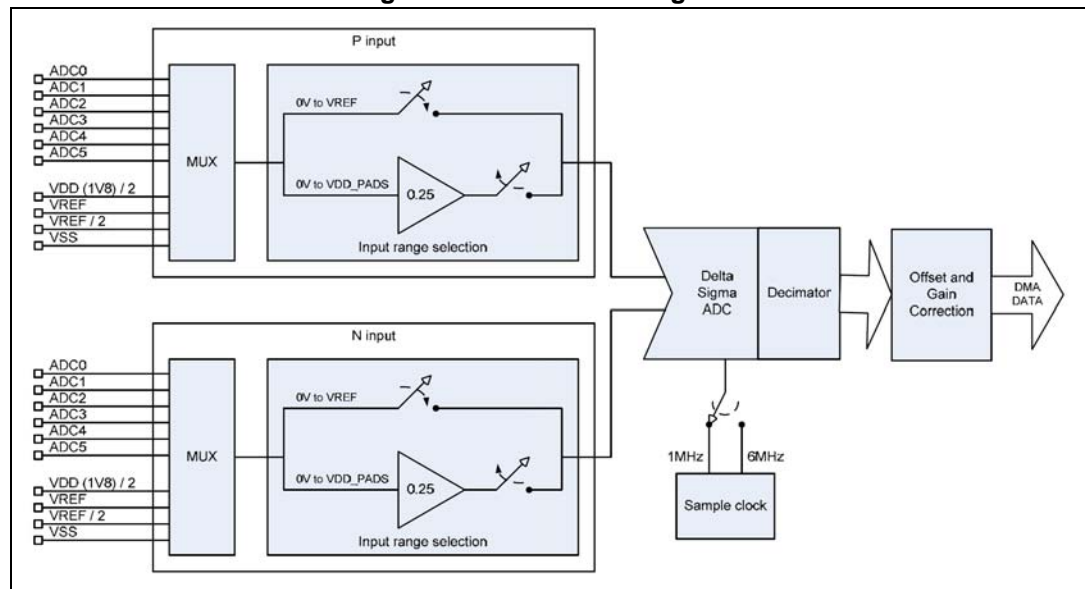 P input
ADC0
ADC1
ADC2
ADC3
ADC4
ADC5
VDD (1V8) / 2
VREF
VREF / 2
VSS
MUX
0V to VREF
0V to VDD_PADS
0.25
Input range selection
N input
ADC0
ADC1
ADC2
ADC3
ADC4
ADC5
VDD (1V8) / 2
VREF
VREF / 2
VSS
MUX
0V to VREF
0V to VDD_PADS
0.25
Input range selection
Delta
Sigma
ADC
Decimator
Offset and
Gain
Correction
DMA
DATA
1MHz
6MHz
Sample clock